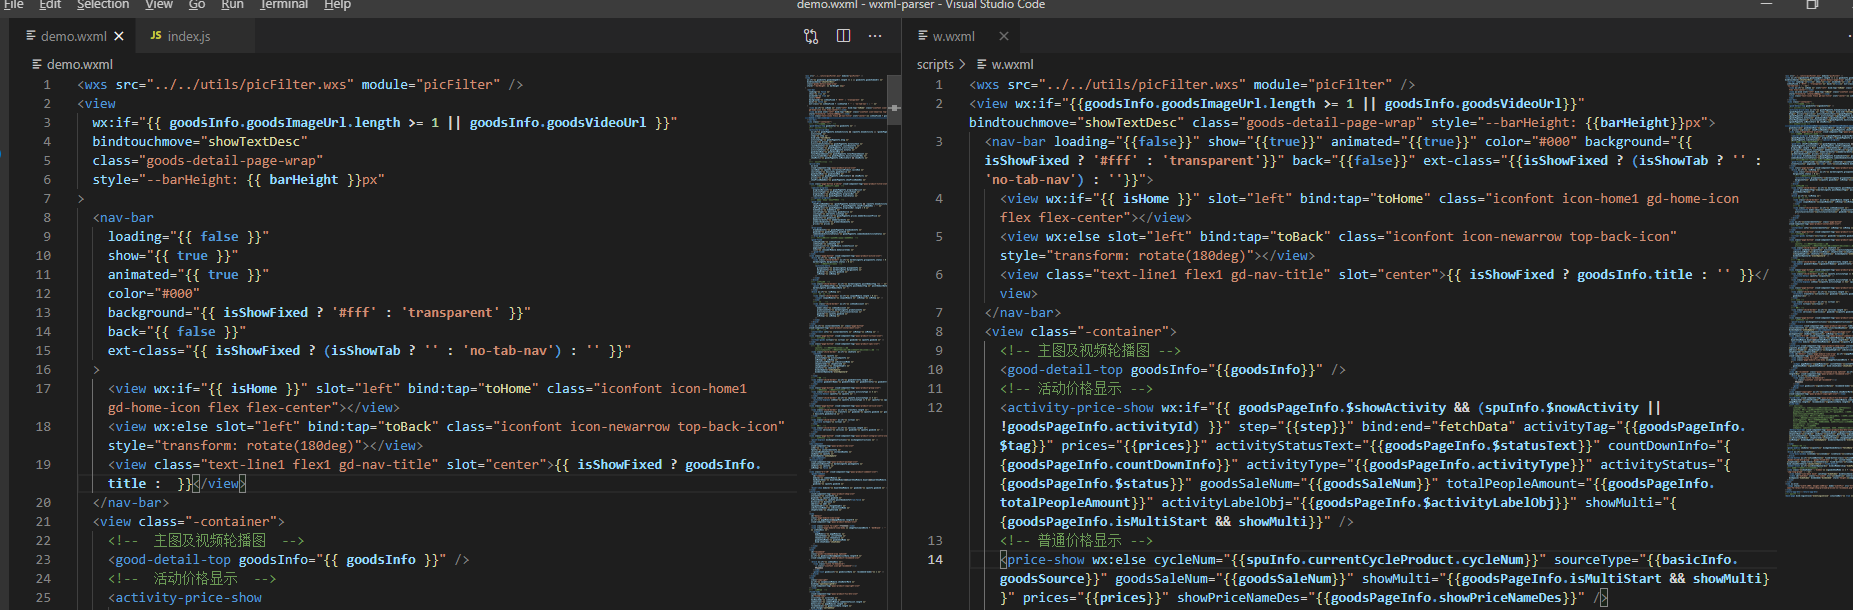 File Edit Selection View Go Run Terminal Help demo.wxml - wxml-parser - Visual Studio Code
demo.wxml JS index.js
demo.wxml
1 <wxs src="../../utils/picFilter.wxs" module="picFilter" />
2 <view
3 wx:if="{{ goodsInfo.goodsImageUrl.length >= 1 || goodsInfo.goodsVideoUrl }}"
4 bindtouchmove="showTextDesc"
5 class="goods-detail-page-wrap"
6 style="--barHeight: {{ barHeight }}px"
7 >
8 <nav-bar
9 loading="{{ false }}"
10 show="{{ true }}"
11 animated="{{ true }}"
12 color="#000"
13 background="{{ isShowFixed ? '#fff' : 'transparent' }}"
14 back="{{ false }}"
15 ext-class="{{ isShowFixed ? (isShowTab ? '' : 'no-tab-nav') : '' }}"
16 >
17 <view wx:if="{{ isHome }}" slot="left" bind:tap="toHome" class="iconfont icon-home1
gd-home-icon flex flex-center"></view>
18 <view wx:else slot="left" bind:tap="toBack" class="iconfont icon-newarrow top-back-icon"
style="transform: rotate(180deg)"></view>
19 <view class="text-line1 flex1 gd-nav-title" slot="center">{{ isShowFixed ? goodsInfo.
title :  }}</view>
20 </nav-bar>
21 <view class="-container">
22 <!--  主图及视频轮播图  -->
23 <good-detail-top goodsInfo="{{ goodsInfo }}" />
24 <!--  活动价格显示  -->
25 <activity-price-show
w.wxml
scripts > w.wxml
1 <wxs src="../../utils/picFilter.wxs" module="picFilter" />
2 <view wx:if="{{goodsInfo.goodsImageUrl.length >= 1 || goodsInfo.goodsVideoUrl}}"
bindtouchmove="showTextDesc" class="goods-detail-page-wrap" style="--barHeight: {{barHeight}}px">
3 <nav-bar loading="{{false}}" show="{{true}}" animated="{{true}}" color="#000" background="{{
isShowFixed ? '#fff' : 'transparent'}}" back="{{false}}" ext-class="{{isShowFixed ? (isShowTab ? '' :
'no-tab-nav') : ''}}">
4 <view wx:if="{{ isHome }}" slot="left" bind:tap="toHome" class="iconfont icon-home1 gd-home-icon
flex flex-center"></view>
5 <view wx:else slot="left" bind:tap="toBack" class="iconfont icon-newarrow top-back-icon"
style="transform: rotate(180deg)"></view>
6 <view class="text-line1 flex1 gd-nav-title" slot="center">{{ isShowFixed ? goodsInfo.title : '' }}</
view>
7 </nav-bar>
8 <view class="-container">
9 <!-- 主图及视频轮播图 -->
10 <good-detail-top goodsInfo="{{goodsInfo}}" />
11 <!-- 活动价格显示 -->
12 <activity-price-show wx:if="{{ goodsPageInfo.$showActivity && (spuInfo.$nowActivity ||
!goodsInfo.activityId) }}" step="{{step}}" bind:end="fetchData" activityTag="{{goodsPageInfo.
$tag}}" prices="{{prices}}" activityStatusText="{{goodsPageInfo.$statusText}}" countDownInfo="{
{goodsPageInfo.countDownInfo}}" activityType="{{goodsPageInfo.activityType}}" activityStatus="{
{goodsPageInfo.$status}}" goodsSaleNum="{{goodsSaleNum}}" totalPeopleAmount="{{goodsPageInfo.
totalPeopleAmount}}" activityLabelObj="{{goodsPageInfo.$activityLabelObj}}" showMulti="{
{goodsPageInfo.isMultiStart && showMulti}}" />
13 <!-- 普通价格显示 -->
14 <price-show wx:else cycleNum="{{spuInfo.currentCycleProduct.cycleNum}}" sourceType="{{basicInfo.
goodsSource}}" goodsSaleNum="{{goodsSaleNum}}" showMulti="{{goodsPageInfo.isMultiStart && showMulti}
}" prices="{{prices}}" showPriceNameDes="{{goodsPageInfo.showPriceNameDes}}" />